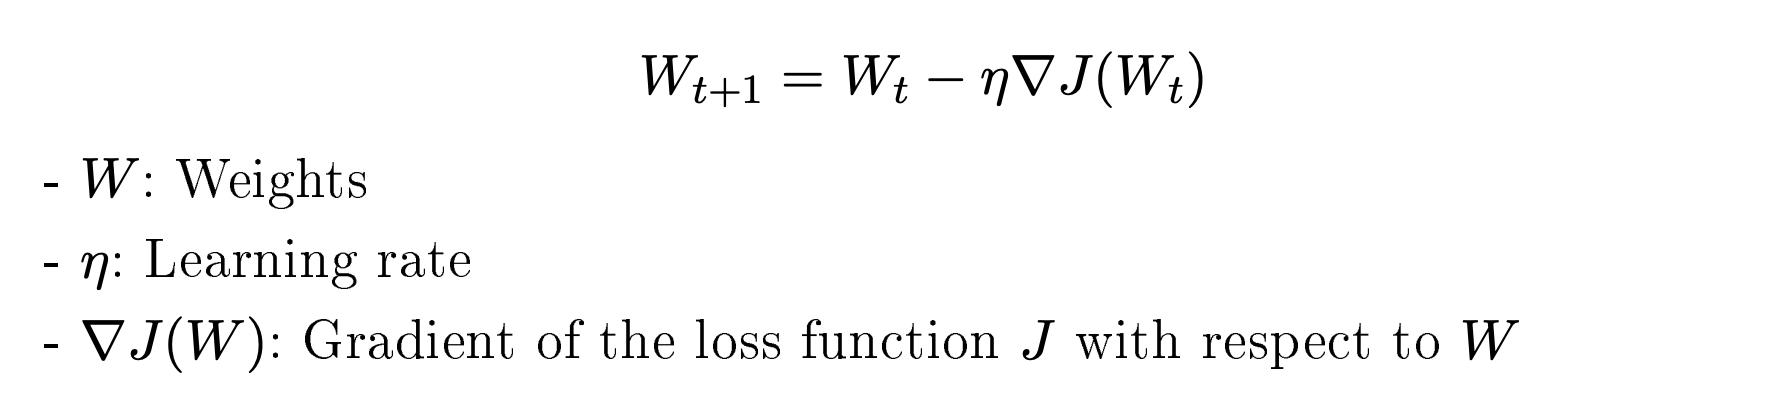 W_{t+1} = W_t − η∇J(W_t)
- W: Weights
- η: Learning rate
- ∇J(W): Gradient of the loss function J with respect to W